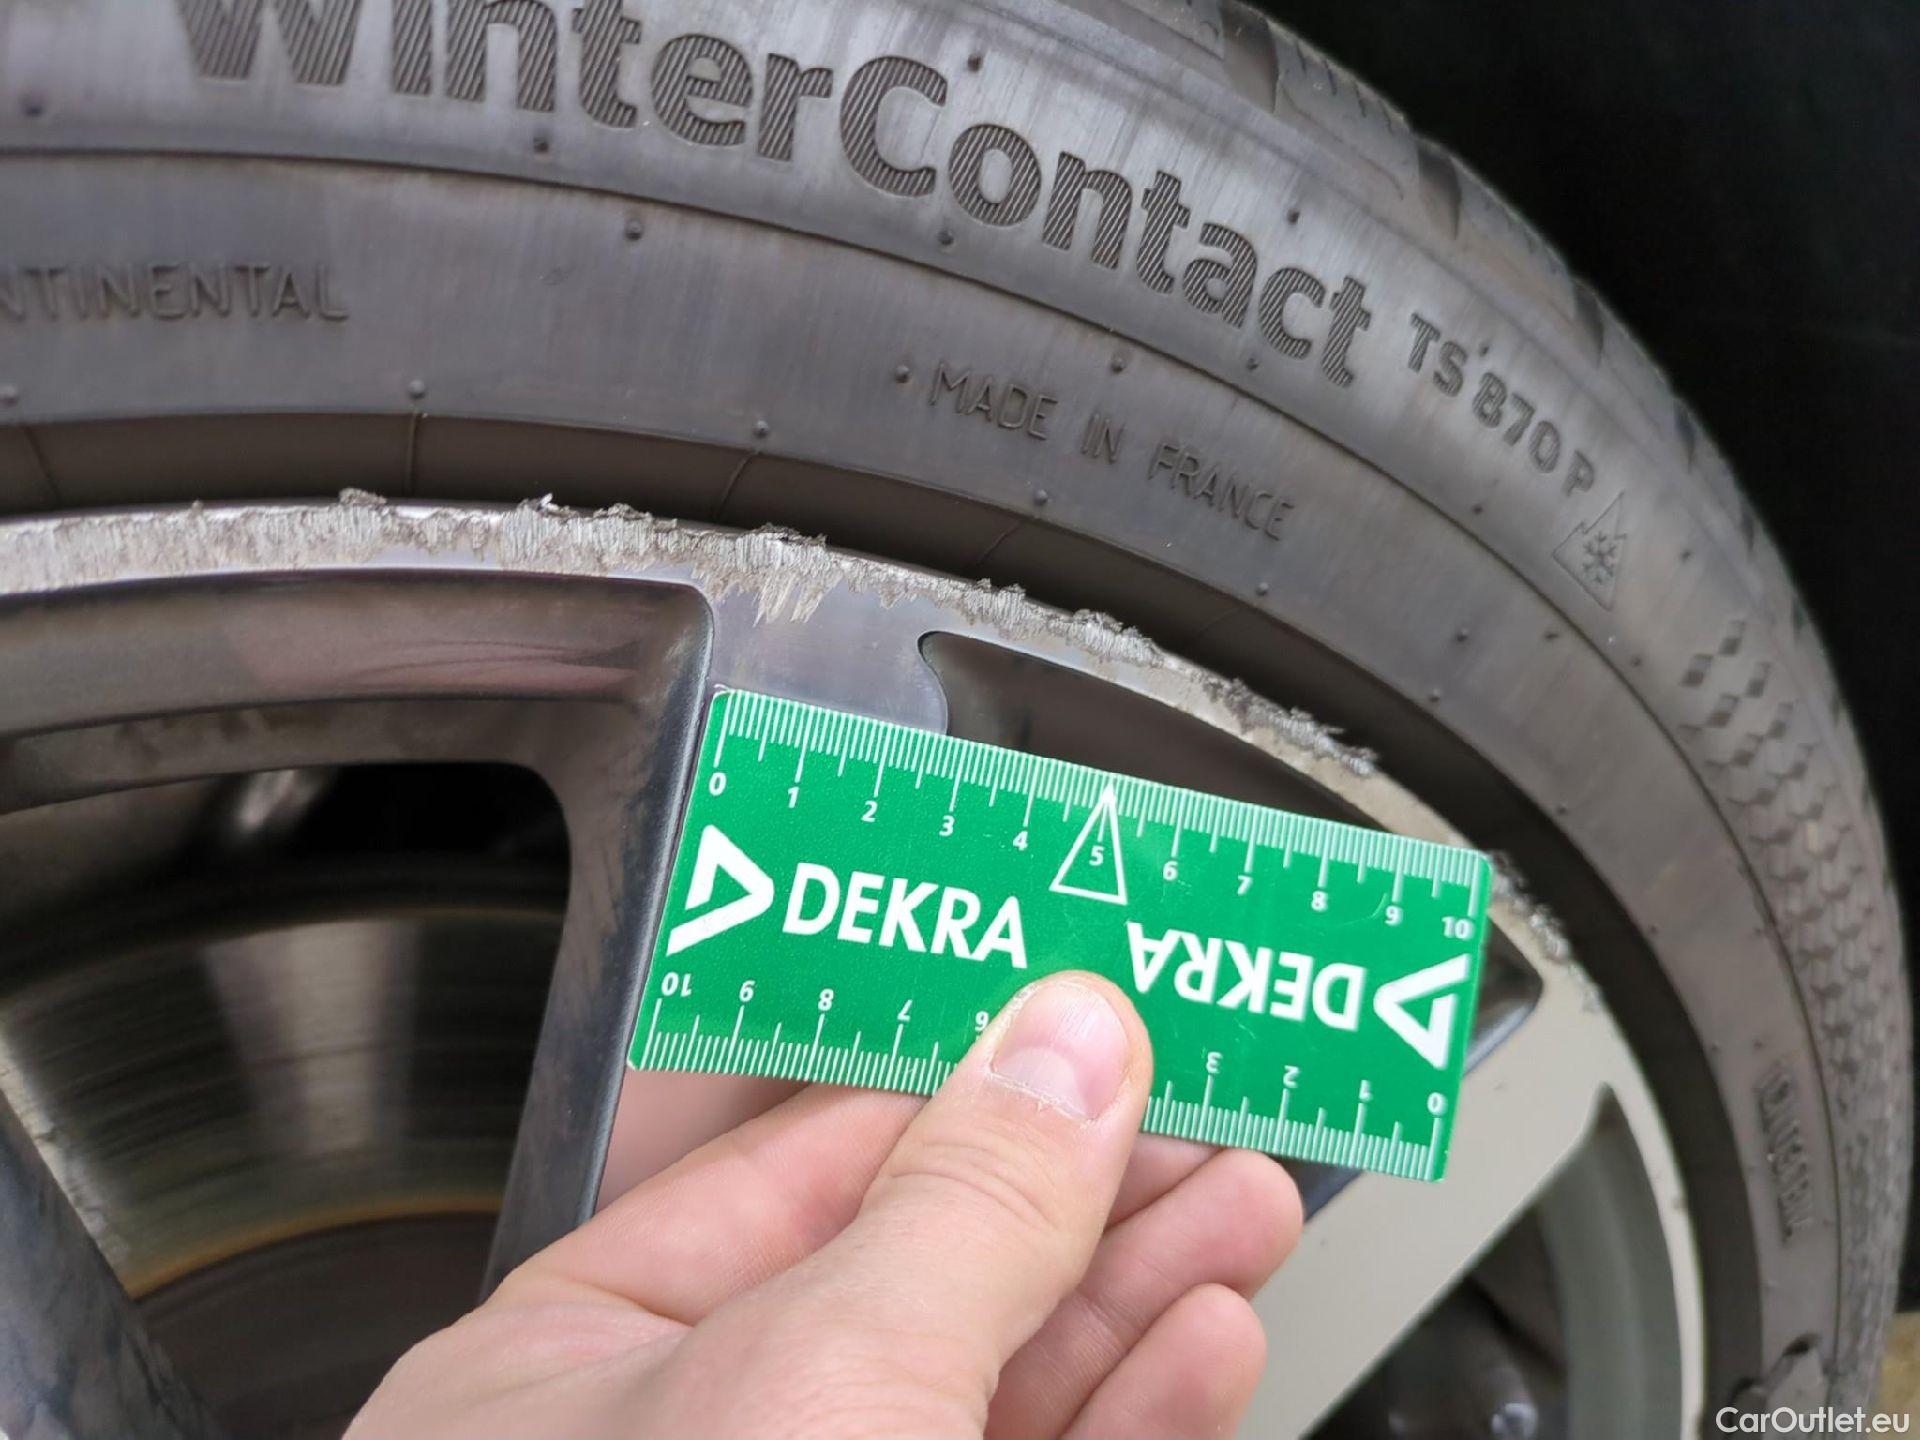 WinterContact TS 870 P
NTINENTAL
MADE IN FRANCE
0 1 2 3 4 5 6 7 8 9 10
DEKRA
DEKRA
10 9 8 7 6 3 2 1 0
CarOutlet.eu